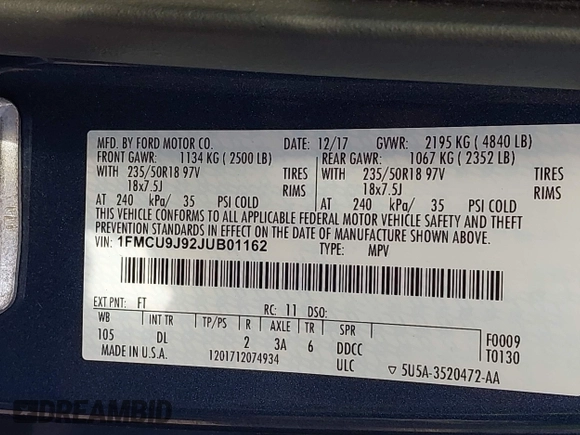 MFD. BY FORD MOTOR CO. DATE: 12/17 GVWR: 2195 KG ( 4840 LB)
FRONT GAWR: 1134 KG ( 2500 LB) REAR GAWR: 1067 KG ( 2352 LB)
WITH 235/50R18 97V TIRES WITH 235/50R18 97V TIRES
18x7.5J RIMS 18x7.5J RIMS
AT 240 kPa/ 35 PSI COLD AT 240 kPa/ 35 PSI COLD
THIS VEHICLE CONFORMS TO ALL APPLICABLE FEDERAL MOTOR VEHICLE SAFETY AND THEFT
PREVENTION STANDARDS IN EFFECT ON THE DATE OF MANUFACTURE SHOWN ABOVE.
VIN: 1FMCU9J92JUB01162 TYPE: MPV
EXT PNT: FT RC: 11 DSO:
WB INT TR TP/PS R AXLE TR SPR F0009
105 DL 2 3A 6 DDCC T0130
MADE IN U.S.A. 1201712074934 ULC 5U5A-3520472-AA
DREAMBID